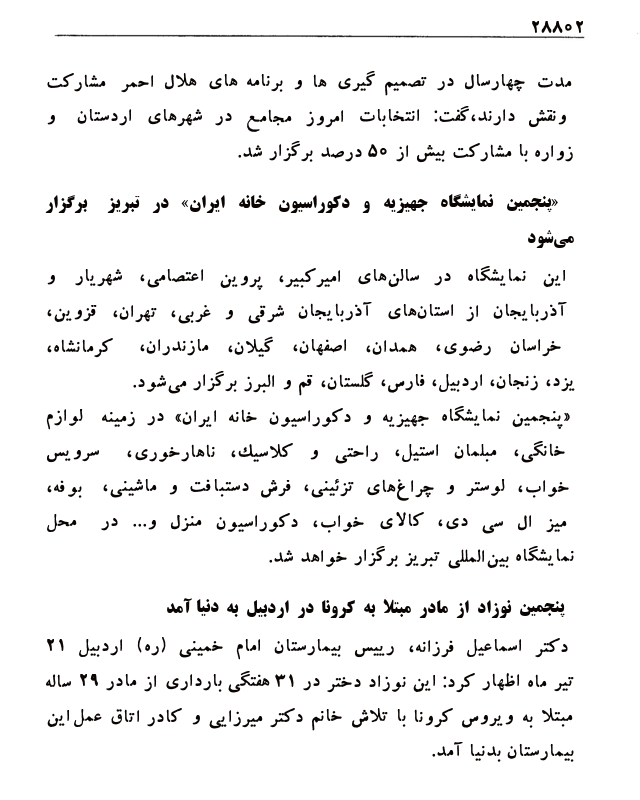 ۲۸۸۰۲
مدت چهارسال در تصمیم گیری ها و برنامه های هلال احمر مشارکت
ونقش دارند،گفت: انتخابات امروز مجامع در شهرهای اردستان و
زواره با مشارکت بیش از ۵۰ درصد برگزار شد.
«پنجمین نمایشگاه جهیزیه و دکوراسیون خانه ایران» در تبریز برگزار
می‌شود
این نمایشگاه در سالن‌های امیرکبیر، پروین اعتصامی، شهریار و
آذربایجان از استان‌های آذربایجان شرقی و غربی، تهران، قزوین،
خراسان رضوی، همدان، اصفهان، گیلان، مازندران، کرمانشاه،
یزد، زنجان، اردبیل، فارس، گلستان، قم و البرز برگزار می‌شود.
«پنجمین نمایشگاه جهیزیه و دکوراسیون خانه ایران» در زمینه لوازم
خانگی، مبلمان استیل، راحتی و کلاسیك، ناهارخوری، سرویس
خواب، لوستر و چراغ‌های تزئینی، فرش دستبافت و ماشینی، بوفه،
میز ال سی دی، کالای خواب، دکوراسیون منزل و... در محل
نمایشگاه بین‌المللی تبریز برگزار خواهد شد.
پنجمین نوزاد از مادر مبتلا به کرونا در اردبیل به دنیا آمد
دکتر اسماعیل فرزانه، رییس بیمارستان امام خمینی (ره) اردبیل ۲۱
تیر ماه اظهار کرد: این نوزاد دختر در ۳۱ هفتگی بارداری از مادر ۲۹ ساله
مبتلا به ویروس کرونا با تلاش خانم دکتر میرزایی و کادر اتاق عمل این
بیمارستان بدنیا آمد.